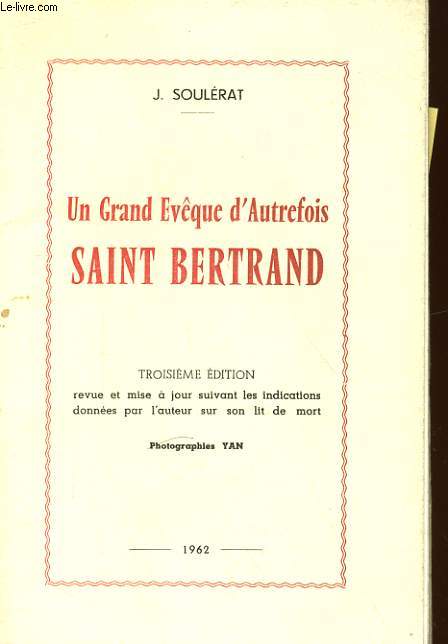 Le-livre.com
J. SOULÉRAT
Un Grand Evêque d'Autrefois
SAINT BERTRAND
TROISIÈME ÉDITION
revue et mise à jour suivant les indications
données par l'auteur sur son lit de mort
Photographies YAN
1962